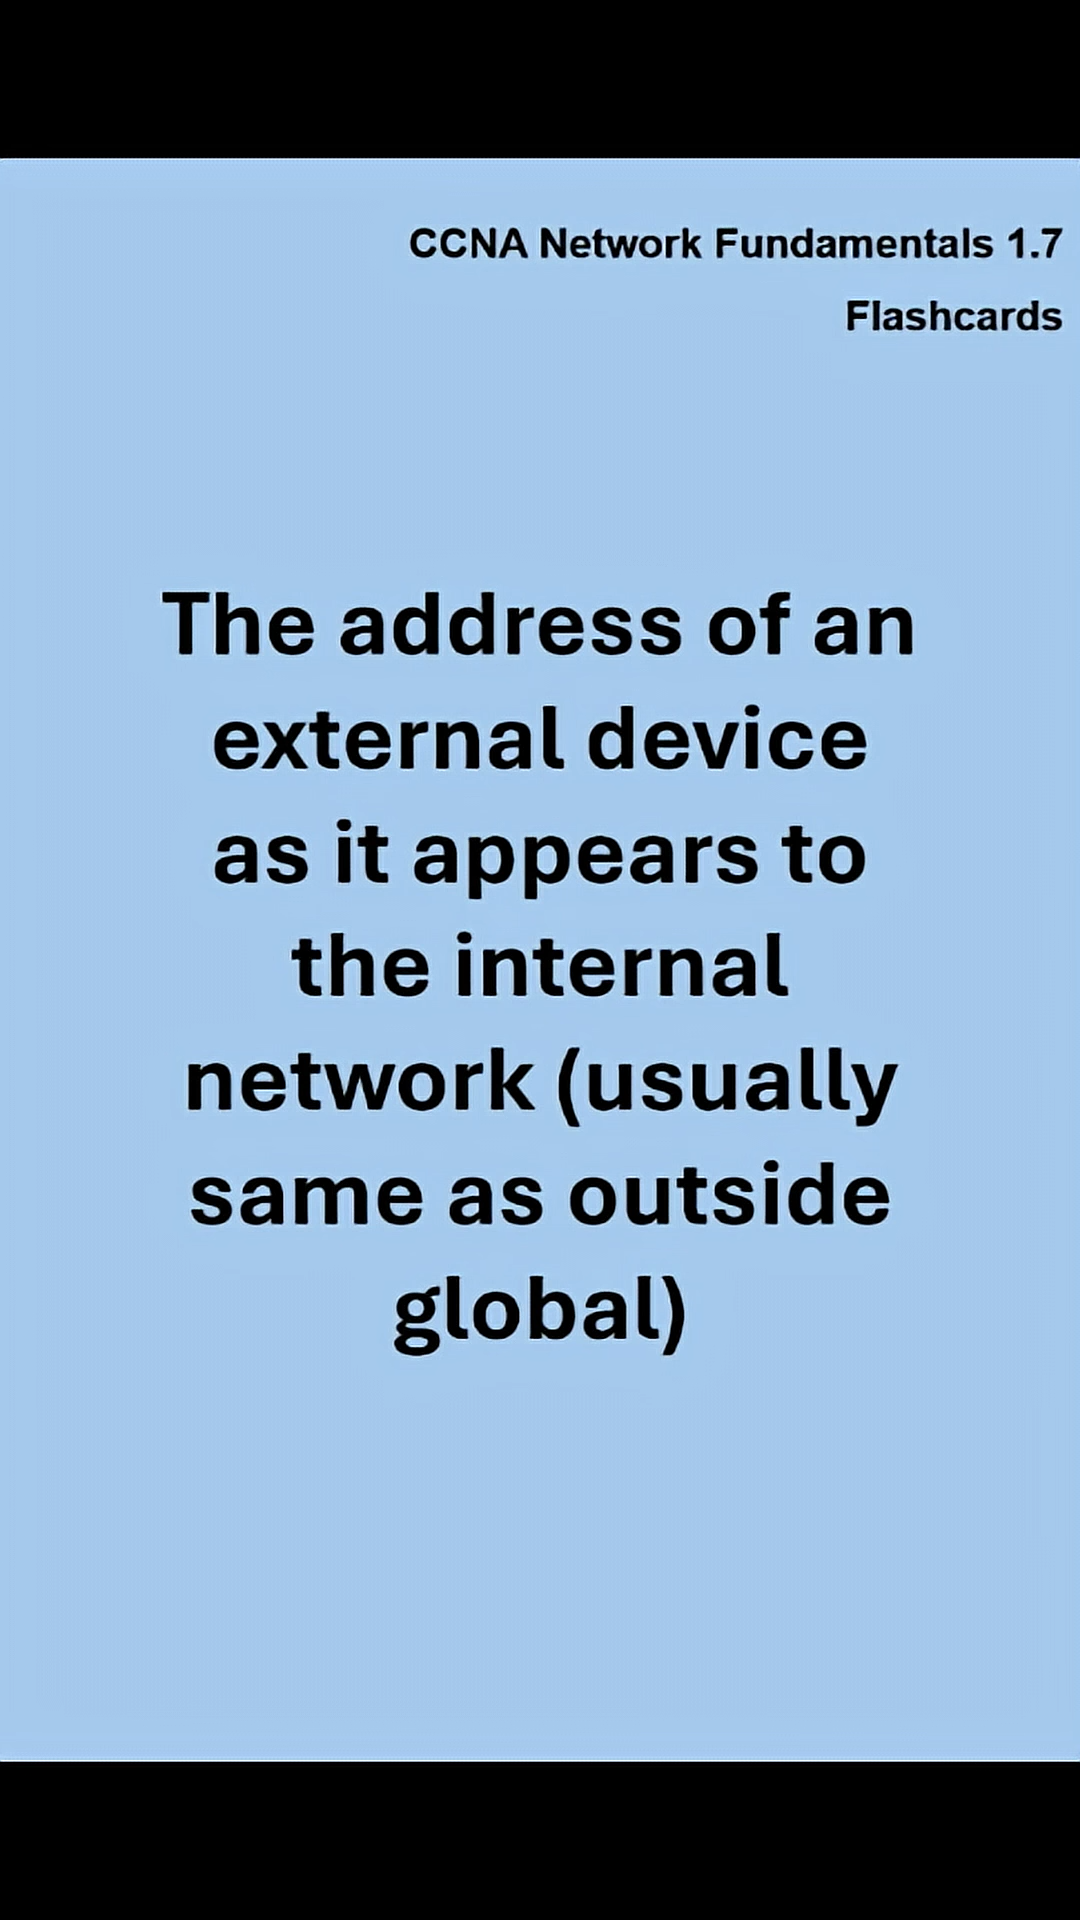 CCNA Network Fundamentals 1.7
Flashcards
The address of an
external device
as it appears to
the internal
network (usually
same as outside
global)